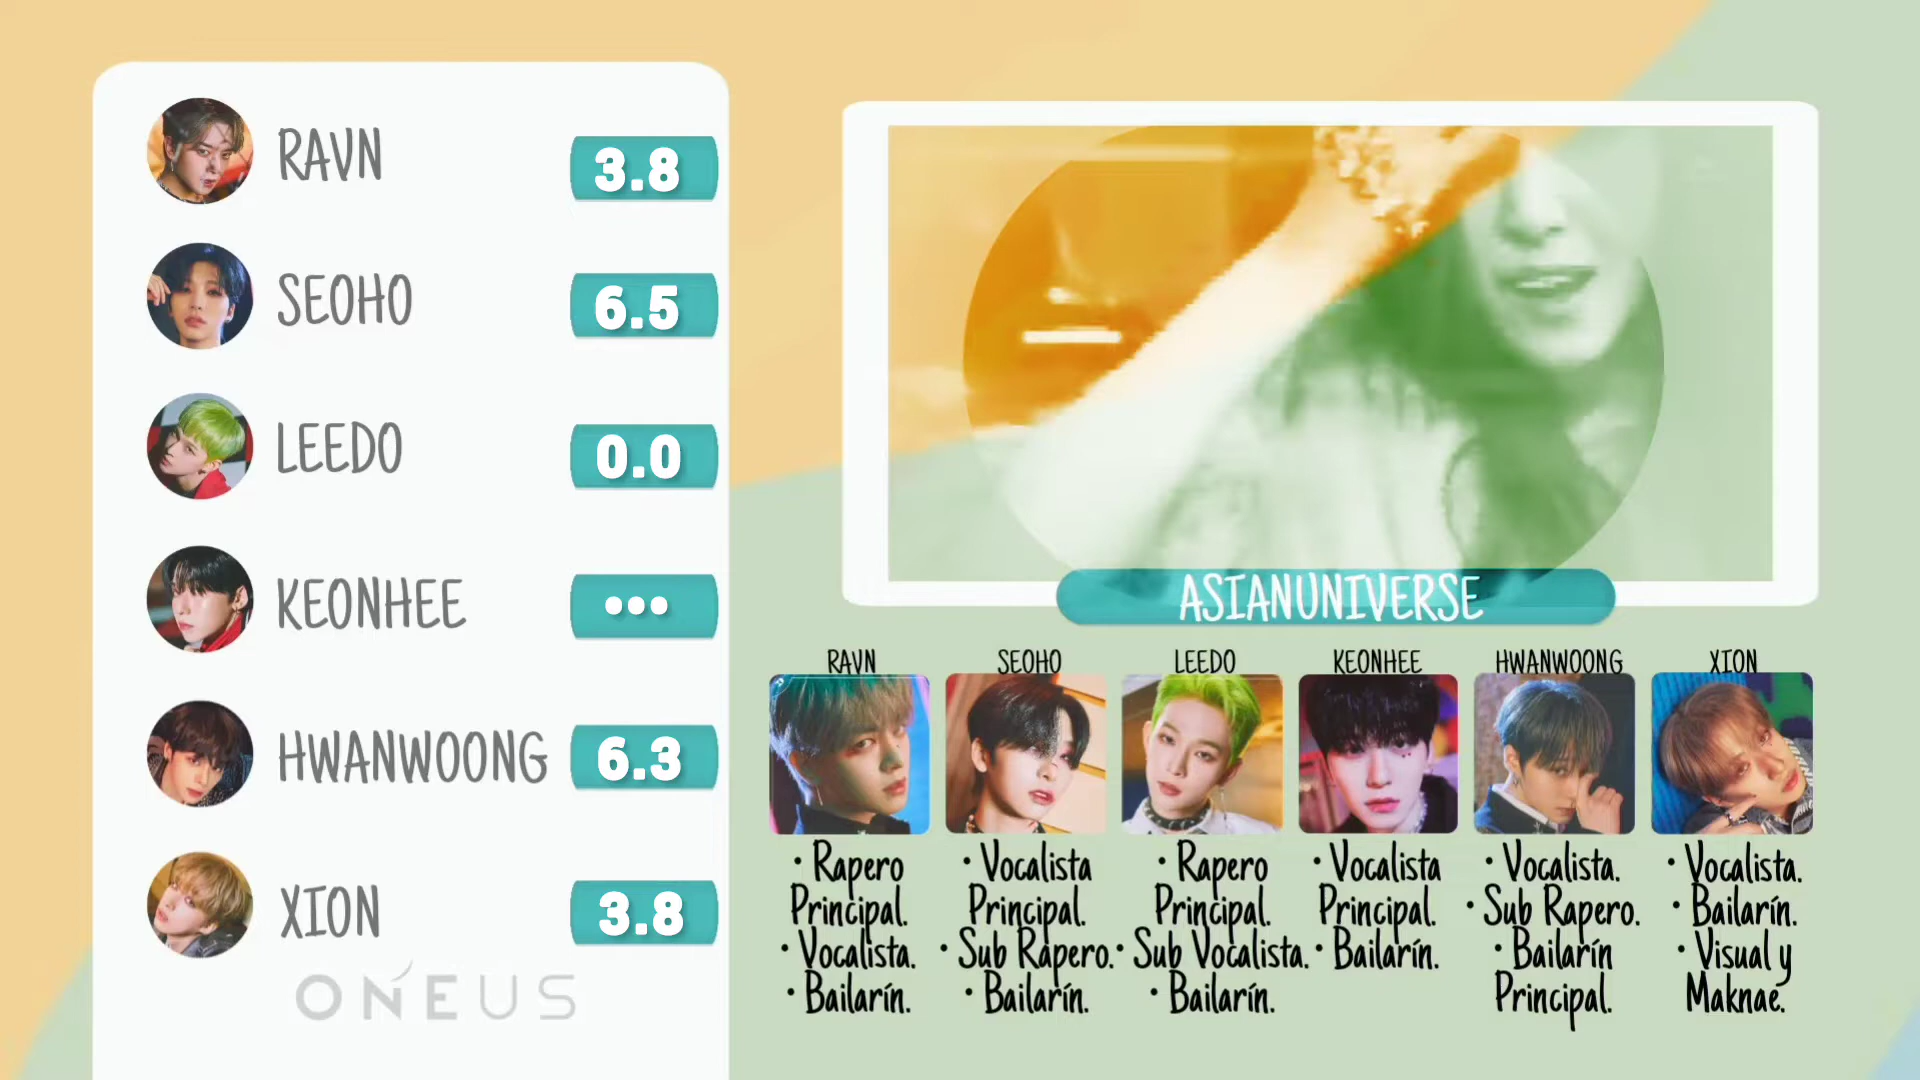 RAVN
3.8
SEOHO
6.5
LEEDO
0.0
KEONHEE
•••
HWANWOONG
6.3
XION
3.8
ONEUS
ASIANUNIVERSE
RAVN
• Rapero
Principal.
• Vocalista.
• Bailarín.
SEOHO
• Vocalista
Principal.
• Sub Rapero.
• Bailarín.
LEEDO
• Rapero
Principal.
• Sub Vocalista.
• Bailarín.
KEONHEE
• Vocalista
Principal.
• Bailarín.
HWANWOONG
• Vocalista.
• Sub Rapero.
• Bailarín
Principal.
XION
• Vocalista.
• Bailarín.
• Visual y
Maknae.